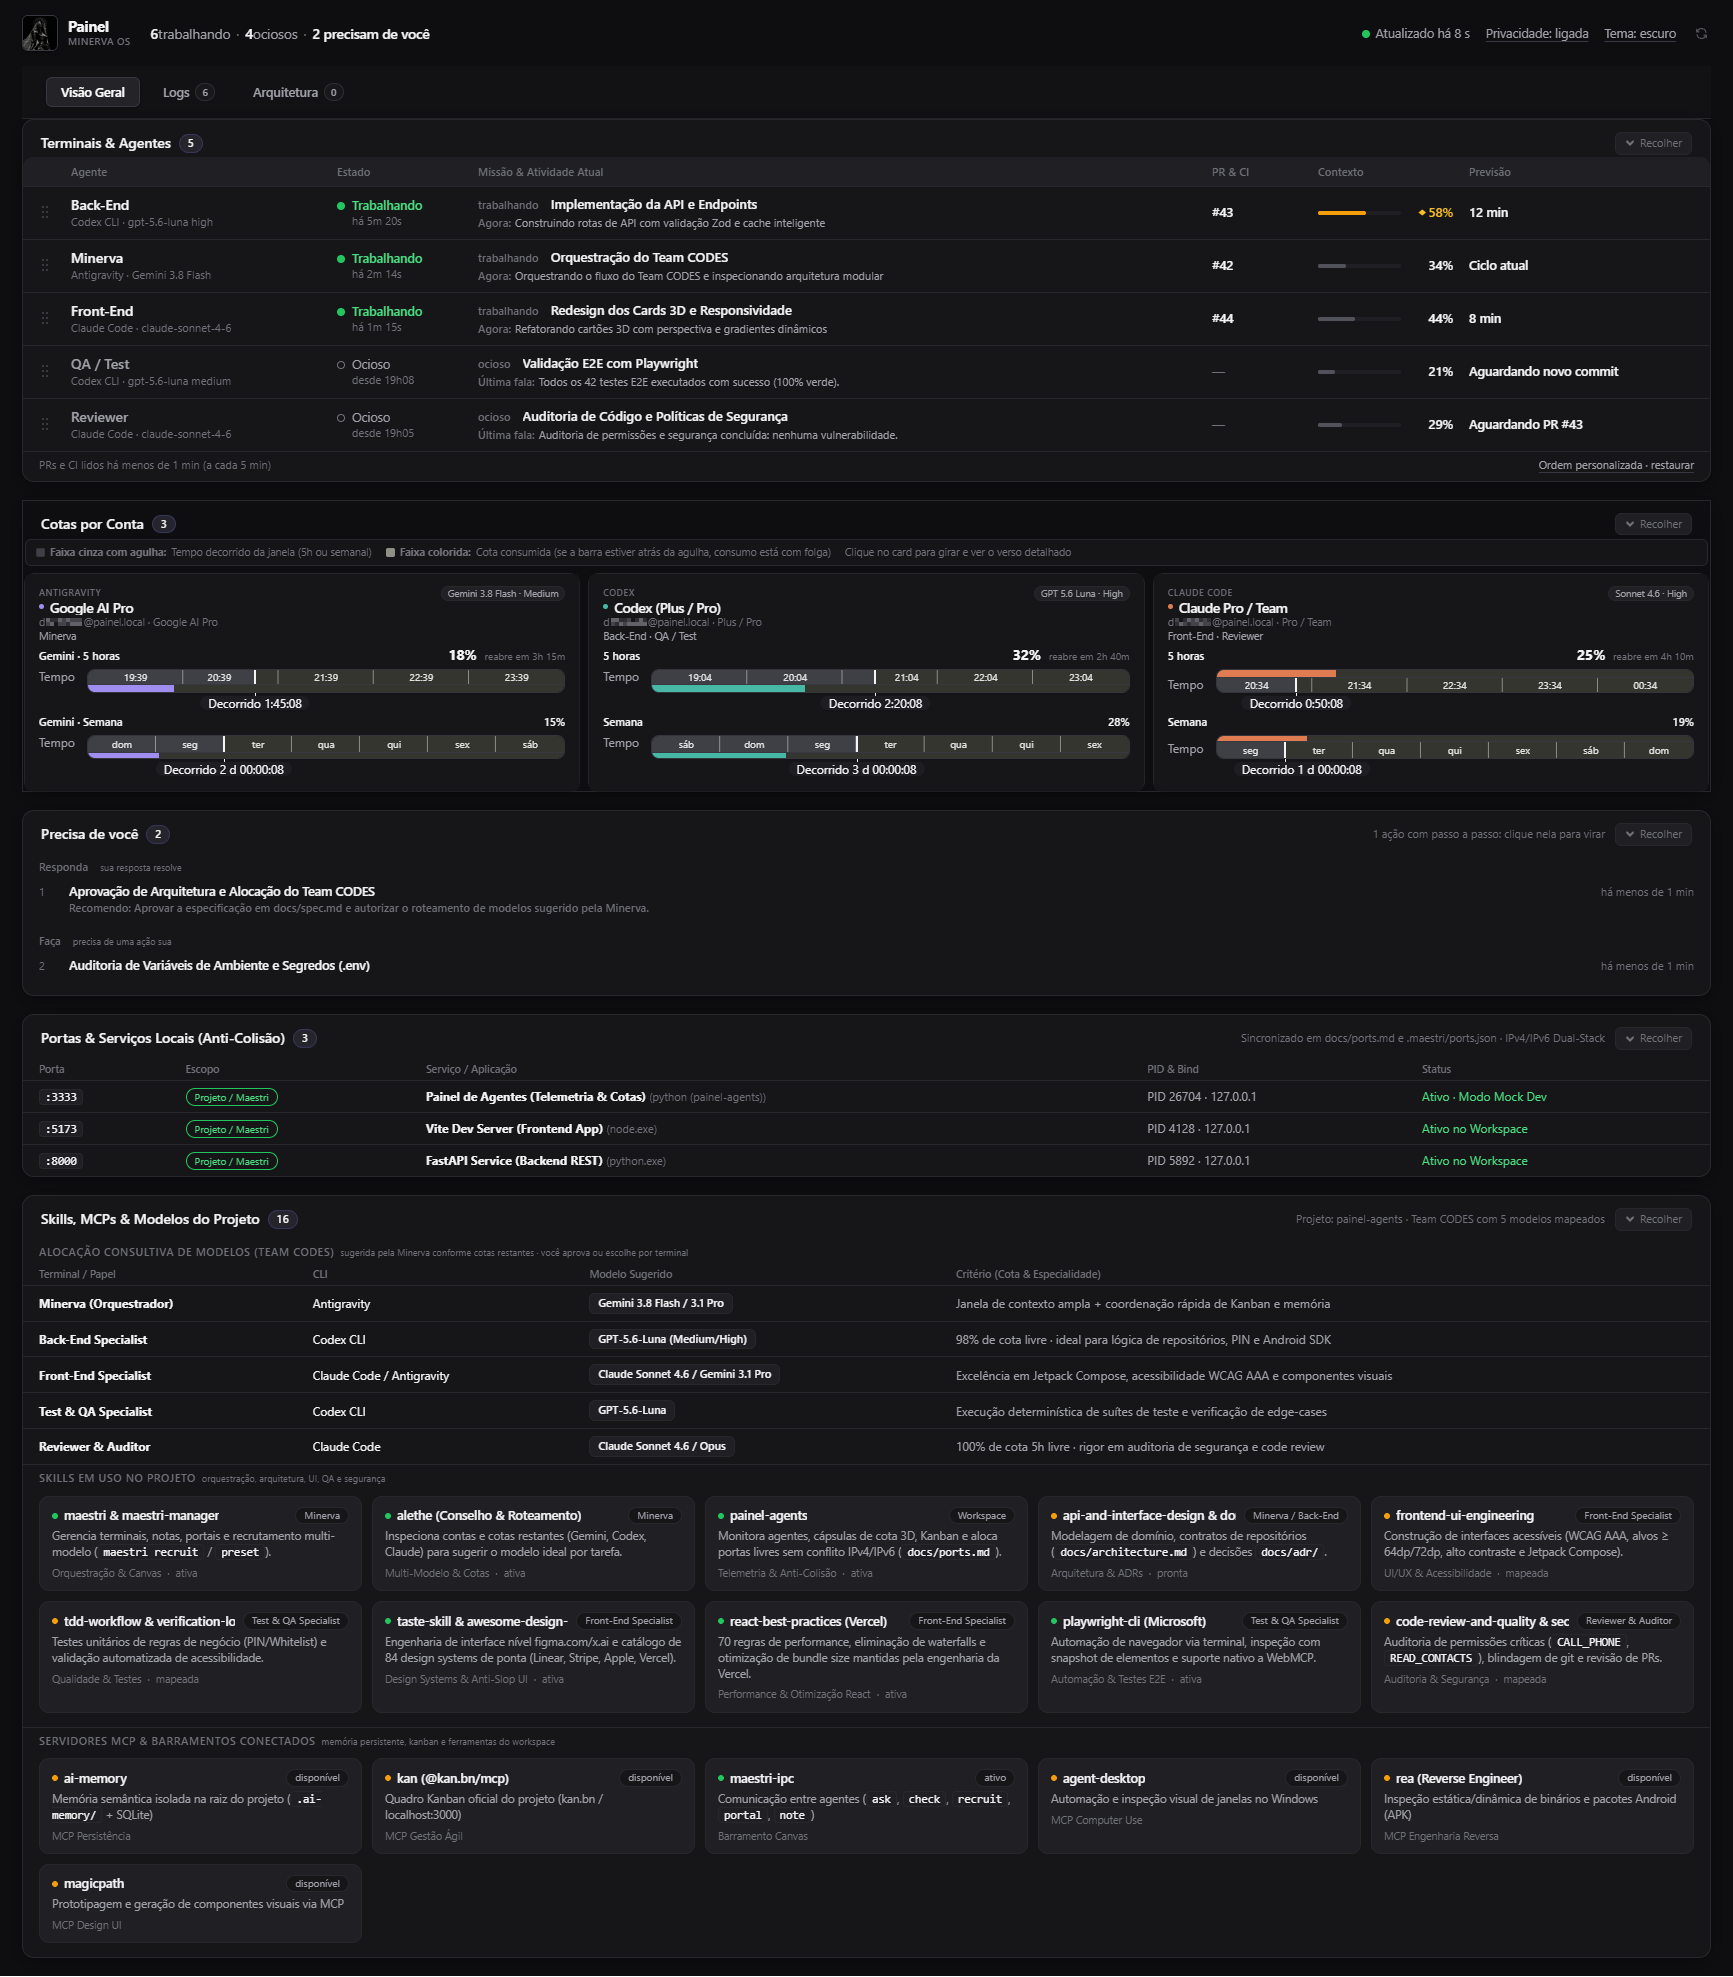 Painel
MINERVA OS
6trabalhando · 4ociosos · 2 precisam de você
Atualizado há 8 s Privacidade: ligada Tema: escuro
Visão Geral Logs 6 Arquitetura 0
Terminais & Agentes 5 Recolher
Agente Estado Missão & Atividade Atual PR & CI Contexto Previsão
Back-End Trabalhando trabalhando Implementação da API e Endpoints #43 58% 12 min
Codex CLI · gpt-5.6-luna high há 5m 20s Agora: Construindo rotas de API com validação Zod e cache inteligente
Minerva Trabalhando trabalhando Orquestração do Team CODES #42 34% Ciclo atual
Antigravity · Gemini 3.8 Flash há 2m 14s Agora: Orquestrando o fluxo do Team CODES e inspecionando arquitetura modular
Front-End Trabalhando trabalhando Redesign dos Cards 3D e Responsividade #44 44% 8 min
Claude Code · claude-sonnet-4-6 há 1m 15s Agora: Refatorando cartões 3D com perspectiva e gradientes dinâmicos
QA / Test Ocioso ocioso Validação E2E com Playwright — 21% Aguardando novo commit
Codex CLI · gpt-5.6-luna medium desde 19h08 Última fala: Todos os 42 testes E2E executados com sucesso (100% verde).
Reviewer Ocioso ocioso Auditoria de Código e Políticas de Segurança — 29% Aguardando PR #43
Claude Code · claude-sonnet-4-6 desde 19h05 Última fala: Auditoria de permissões e segurança concluída: nenhuma vulnerabilidade.
PRs e CI lidos há menos de 1 min (a cada 5 min) Ordem personalizada · restaurar
Cotas por Conta 3 Recolher
Faixa cinza com agulha: Tempo decorrido da janela (5h ou semanal) Faixa colorida: Cota consumida (se a barra estiver atrás da agulha, consumo está com folga) Clique no card para girar e ver o verso detalhado
ANTIGRAVITY Gemini 3.8 Flash · Medium
Google AI Pro
@painel.local · Google AI Pro
Minerva
Gemini · 5 horas 18% reabre em 3h 15m
Tempo 19:39 20:39 21:39 22:39 23:39
Decorrido 1:45:08
Gemini · Semana 15%
Tempo dom seg ter qua qui sex sáb
Decorrido 2 d 00:00:08
CODEX GPT 5.6 Luna · High
Codex (Plus / Pro)
@painel.local · Plus / Pro
Back-End · QA / Test
5 horas 32% reabre em 2h 40m
Tempo 19:04 20:04 21:04 22:04 23:04
Decorrido 2:20:08
Semana 28%
Tempo sáb dom seg ter qua qui sex
Decorrido 3 d 00:00:08
CLAUDE CODE Sonnet 4.6 · High
Claude Pro / Team
@painel.local · Pro / Team
Front-End · Reviewer
5 horas 25% reabre em 4h 10m
Tempo 20:34 21:34 22:34 23:34 00:34
Decorrido 0:50:08
Semana 19%
Tempo seg ter qua qui sex sáb dom
Decorrido 1 d 00:00:08
Precisa de você 2 1 ação com passo a passo: clique nela para virar Recolher
Responda sua resposta resolve
1 Aprovação de Arquitetura e Alocação do Team CODES há menos de 1 min
Recomendo: Aprovar a especificação em docs/spec.md e autorizar o roteamento de modelos sugerido pela Minerva.
Faça precisa de uma ação sua
2 Auditoria de Variáveis de Ambiente e Segredos (.env) há menos de 1 min
Portas & Serviços Locais (Anti-Colisão) 3 Sincronizado em docs/ports.md e .maestri/ports.json · IPv4/IPv6 Dual-Stack Recolher
Porta Escopo Serviço / Aplicação PID & Bind Status
:3333 Projeto / Maestri Painel de Agentes (Telemetria & Cotas) (python (painel-agents)) PID 26704 · 127.0.0.1 Ativo · Modo Mock Dev
:5173 Projeto / Maestri Vite Dev Server (Frontend App) (node.exe) PID 4128 · 127.0.0.1 Ativo no Workspace
:8000 Projeto / Maestri FastAPI Service (Backend REST) (python.exe) PID 5892 · 127.0.0.1 Ativo no Workspace
Skills, MCPs & Modelos do Projeto 16 Projeto: painel-agents · Team CODES com 5 modelos mapeados Recolher
ALOCAÇÃO CONSULTIVA DE MODELOS (TEAM CODES) sugerida pela Minerva conforme cotas restantes · você aprova ou escolhe por terminal
Terminal / Papel CLI Modelo Sugerido Critério (Cota & Especialidade)
Minerva (Orquestrador) Antigravity Gemini 3.8 Flash / 3.1 Pro Janela de contexto ampla + coordenação rápida de Kanban e memória
Back-End Specialist Codex CLI GPT-5.6-Luna (Medium/High) 98% de cota livre · ideal para lógica de repositórios, PIN e Android SDK
Front-End Specialist Claude Code / Antigravity Claude Sonnet 4.6 / Gemini 3.1 Pro Excelência em Jetpack Compose, acessibilidade WCAG AAA e componentes visuais
Test & QA Specialist Codex CLI GPT-5.6-Luna Execução determinística de suítes de teste e verificação de edge-cases
Reviewer & Auditor Claude Code Claude Sonnet 4.6 / Opus 100% de cota 5h livre · rigor em auditoria de segurança e code review
SKILLS EM USO NO PROJETO orquestração, arquitetura, UI, QA e segurança
maestri & maestri-manager Minerva
Gerencia terminais, notas, portais e recrutamento multi-
modelo ( maestri recruit / preset ).
Orquestração & Canvas · ativa
alethe (Conselho & Roteamento) Minerva
Inspeciona contas e cotas restantes (Gemini, Codex,
Claude) para sugerir o modelo ideal por tarefa.
Multi-Modelo & Cotas · ativa
painel-agents Workspace
Monitora agentes, cápsulas de cota 3D, Kanban e aloca
portas livres sem conflito IPv4/IPv6 ( docs/ports.md ).
Telemetria & Anti-Colisão · ativa
api-and-interface-design & do Minerva / Back-End
Modelagem de domínio, contratos de repositórios
( docs/architecture.md ) e decisões docs/adr/ .
Arquitetura & ADRs · pronta
frontend-ui-engineering Front-End Specialist
Construção de interfaces acessíveis (WCAG AAA, alvos ≥
64dp/72dp, alto contraste e Jetpack Compose).
UI/UX & Acessibilidade · mapeada
tdd-workflow & verification-lo Test & QA Specialist
Testes unitários de regras de negócio (PIN/Whitelist) e
validação automatizada de acessibilidade.
Qualidade & Testes · mapeada
taste-skill & awesome-design- Front-End Specialist
Engenharia de interface nível figma.com/x.ai e catálogo de
84 design systems de ponta (Linear, Stripe, Apple, Vercel).
Design Systems & Anti-Slop UI · ativa
react-best-practices (Vercel) Front-End Specialist
70 regras de performance, eliminação de waterfalls e
otimização de bundle size mantidas pela engenharia da
Vercel.
Performance & Otimização React · ativa
playwright-cli (Microsoft) Test & QA Specialist
Automação de navegador via terminal, inspeção com
snapshot de elementos e suporte nativo a WebMCP.
Automação & Testes E2E · ativa
code-review-and-quality & sec Reviewer & Auditor
Auditoria de permissões críticas ( CALL_PHONE ,
READ_CONTACTS ), blindagem de git e revisão de PRs.
Auditoria & Segurança · mapeada
SERVIDORES MCP & BARRAMENTOS CONECTADOS memória persistente, kanban e ferramentas do workspace
ai-memory disponível
Memória semântica isolada na raiz do projeto ( .ai-
memory/ + SQLite)
MCP Persistência
kan (@kan.bn/mcp) disponível
Quadro Kanban oficial do projeto (kan.bn /
localhost:3000)
MCP Gestão Ágil
maestri-ipc ativo
Comunicação entre agentes ( ask , check , recruit ,
portal , note )
Barramento Canvas
agent-desktop disponível
Automação e inspeção visual de janelas no Windows
MCP Computer Use
rea (Reverse Engineer) disponível
Inspeção estática/dinâmica de binários e pacotes Android
(APK)
MCP Engenharia Reversa
magicpath disponível
Prototipagem e geração de componentes visuais via MCP
MCP Design UI